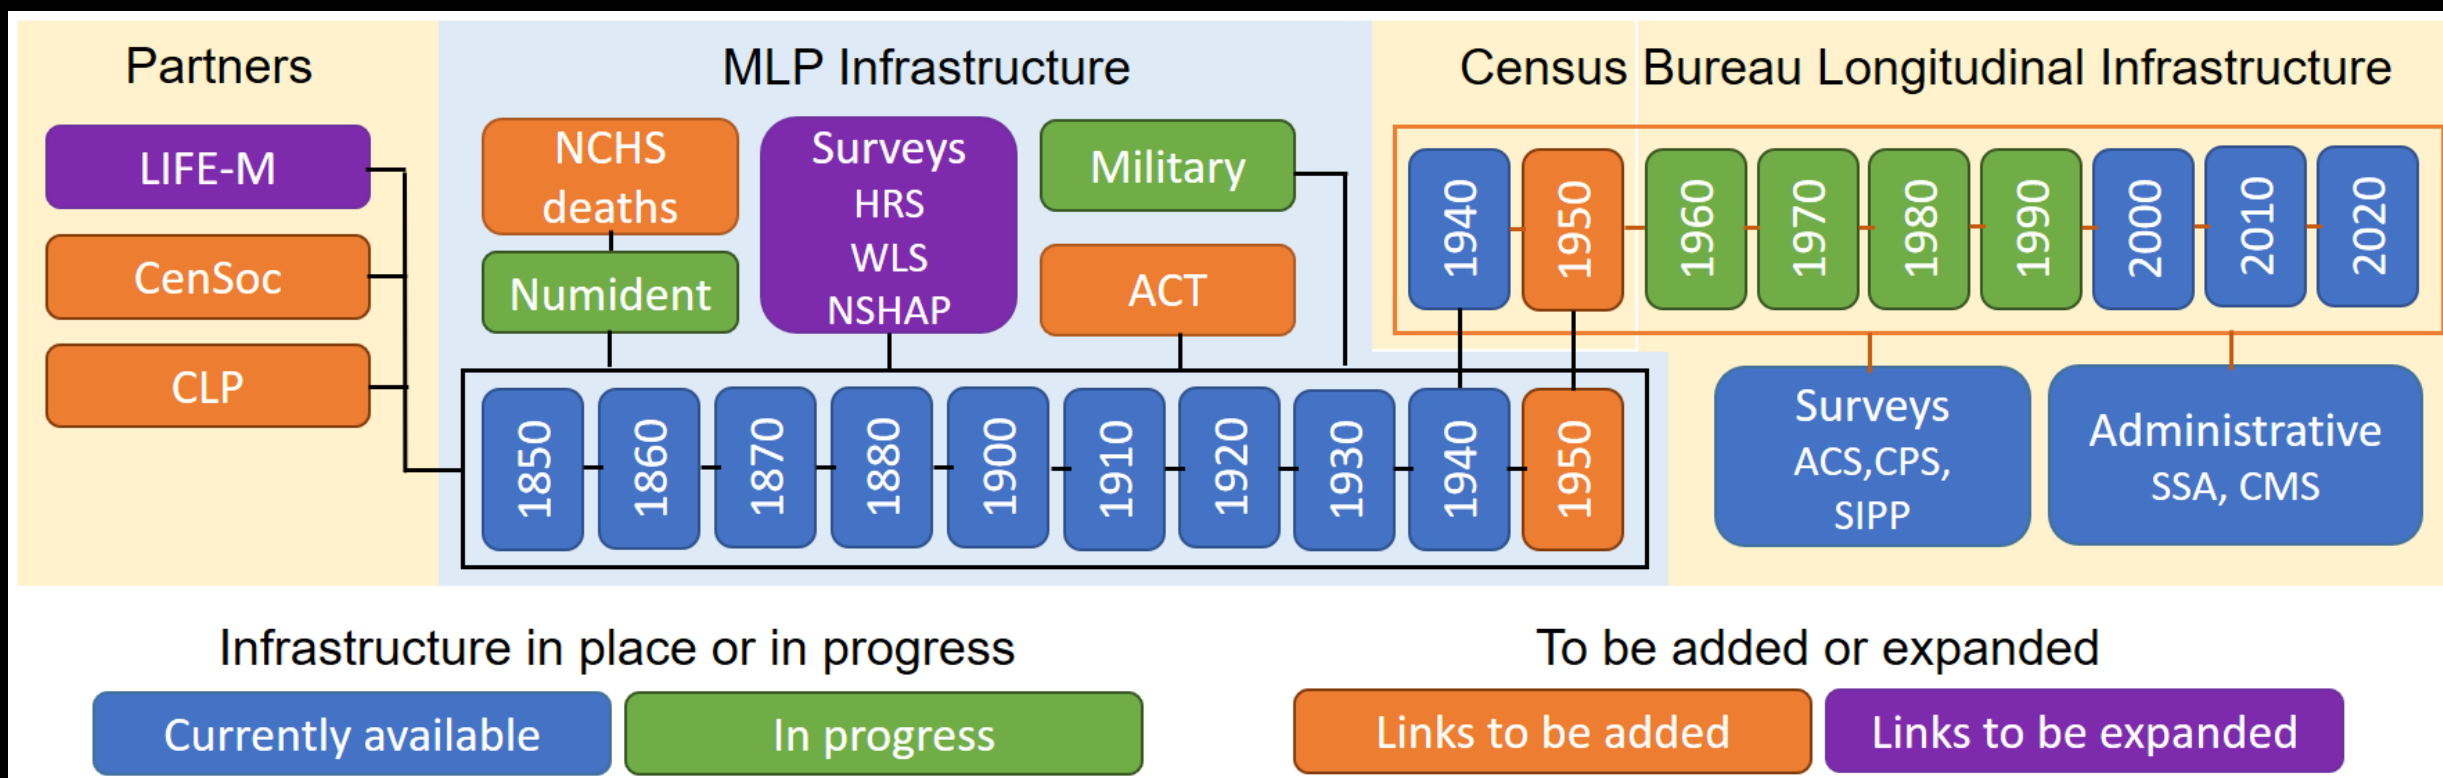 Partners
MLP Infrastructure
Census Bureau Longitudinal Infrastructure
LIFE-M
CenSoc
CLP
NCHS
deaths
Numident
Surveys
HRS
WLS
NSHAP
Military
ACT
1850
1860
1870
1880
1900
1910
1920
1930
1940
1950
1940
1950
1960
1970
1980
1990
2000
2010
2020
Surveys
ACS,CPS,
SIPP
Administrative
SSA, CMS
Infrastructure in place or in progress
Currently available
In progress
To be added or expanded
Links to be added
Links to be expanded